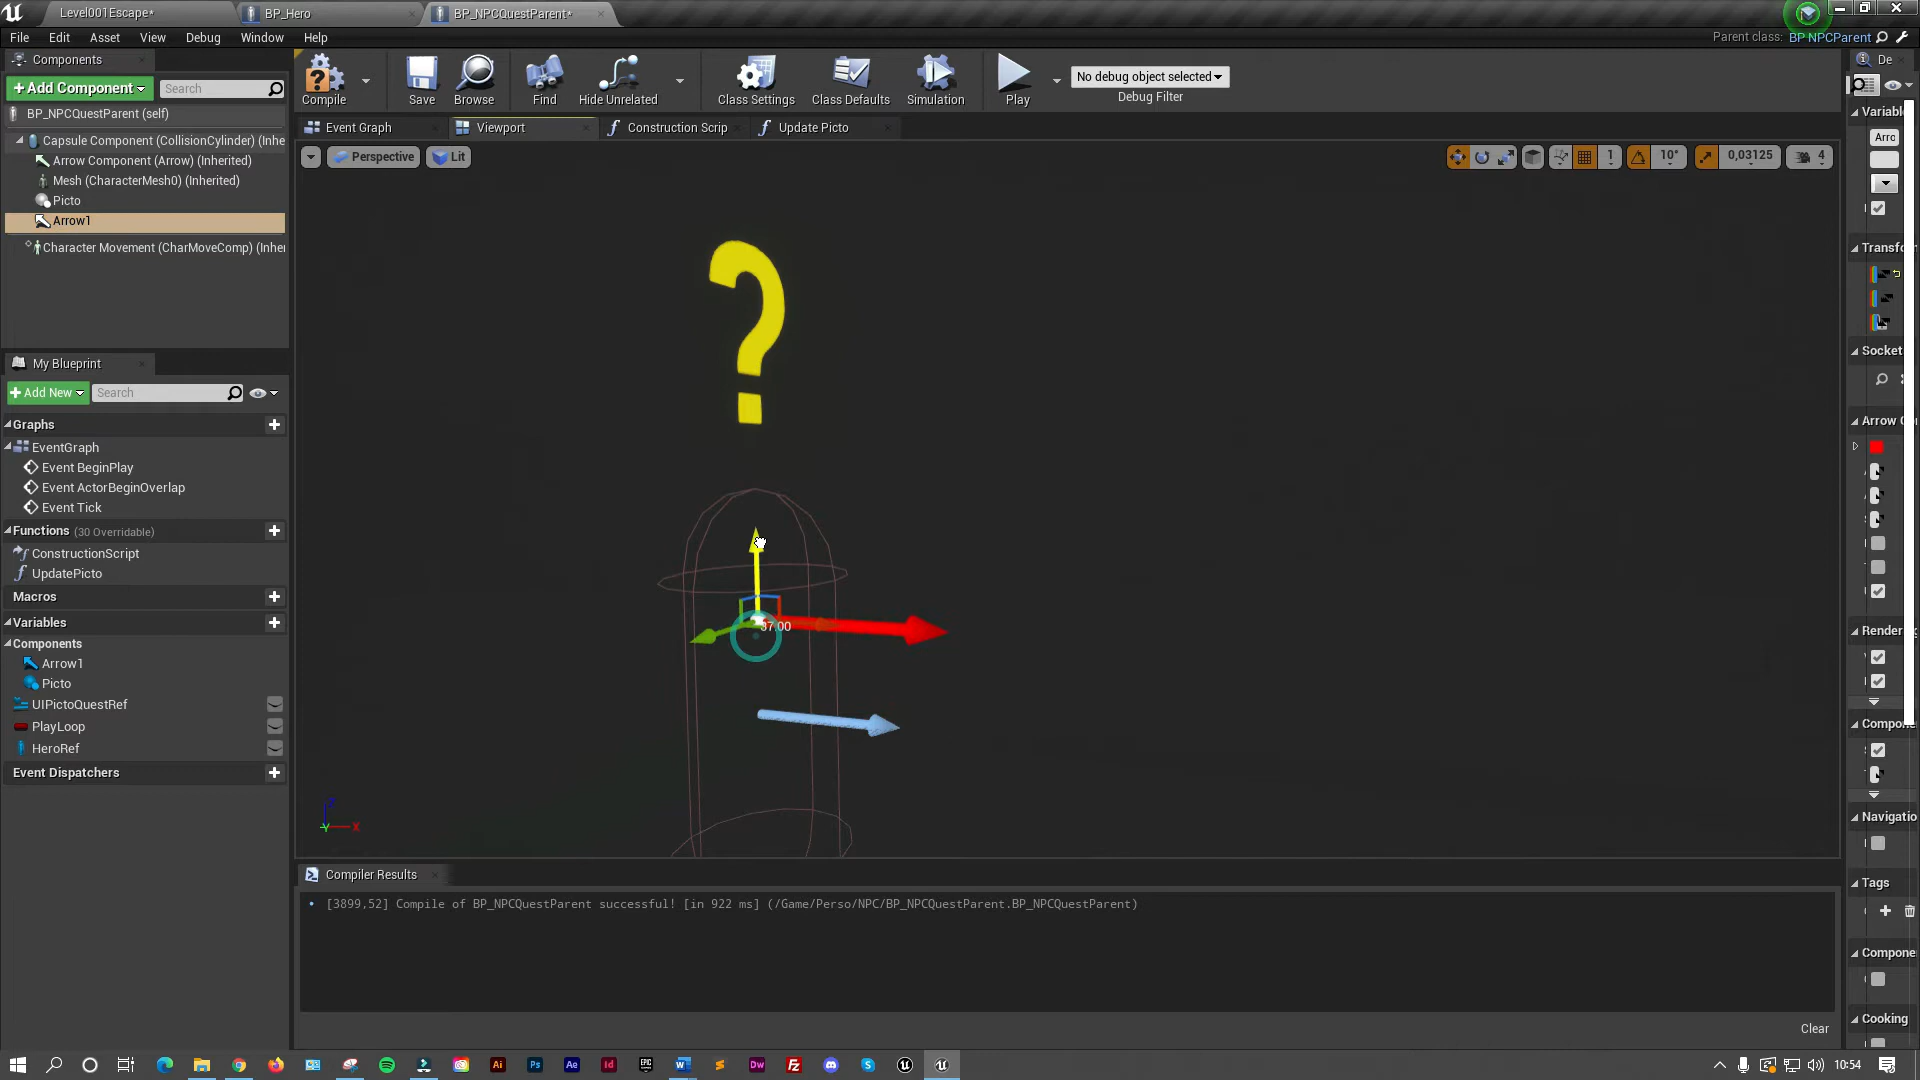 Level001Escape*
BP_Hero
BP_NPCQuestParent*
File Edit Asset View Debug Window Help
Parent class: BP NPCParent
Components
+Add Component
Search
BP_NPCQuestParent (self)
Capsule Component (CollisionCylinder) (Inhe
Arrow Component (Arrow) (Inherited)
Mesh (CharacterMesh0) (Inherited)
Picto
Arrow1
Character Movement (CharMoveComp) (Inher
Compile
Save
Browse
Find
Hide Unrelated
Class Settings
Class Defaults
Simulation
Play
No debug object selected
Debug Filter
Event Graph
Viewport
Construction Scrip
Update Picto
Perspective
Lit
1
10°
0,03125
4
?
37.00
Z
Y
X
My Blueprint
+Add New
Search
Graphs
EventGraph
Event BeginPlay
Event ActorBeginOverlap
Event Tick
Functions (30 Overridable)
ConstructionScript
UpdatePicto
Macros
Variables
Components
Arrow1
Picto
UIPictoQuestRef
PlayLoop
HeroRef
Event Dispatchers
Compiler Results
[3899,52] Compile of BP_NPCQuestParent successful! [in 922 ms] (/Game/Perso/NPC/BP_NPCQuestParent.BP_NPCQuestParent)
Clear
De
Variabl
Arrc
Transfo
Socket
Arrow C
Render
Compone
Navigatio
Tags
Compone
Cooking
10:54